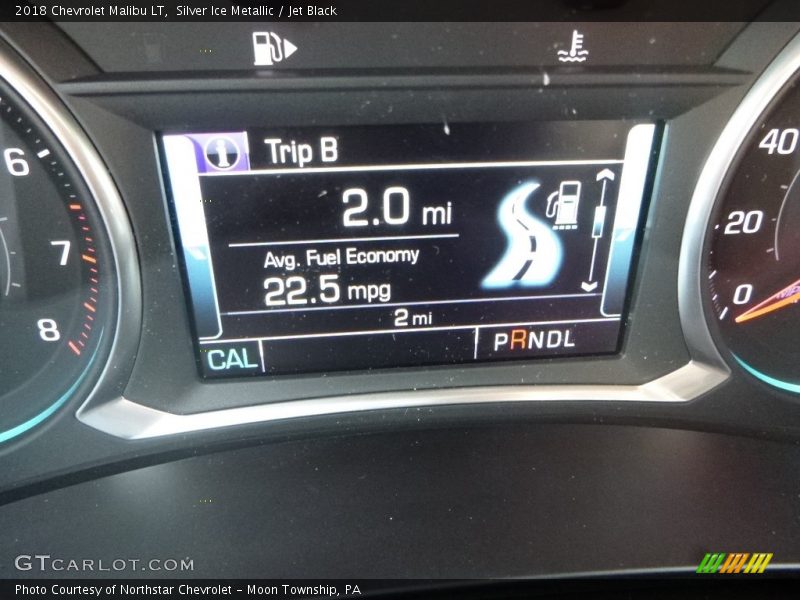 2018 Chevrolet Malibu LT, Silver Ice Metallic / Jet Black
Trip B
2.0 mi
Avg. Fuel Economy
22.5 mpg
2 mi
CAL
PRNDL
6
7
8
40
20
0
GTCARLOT.COM
Photo Courtesy of Northstar Chevrolet - Moon Township, PA